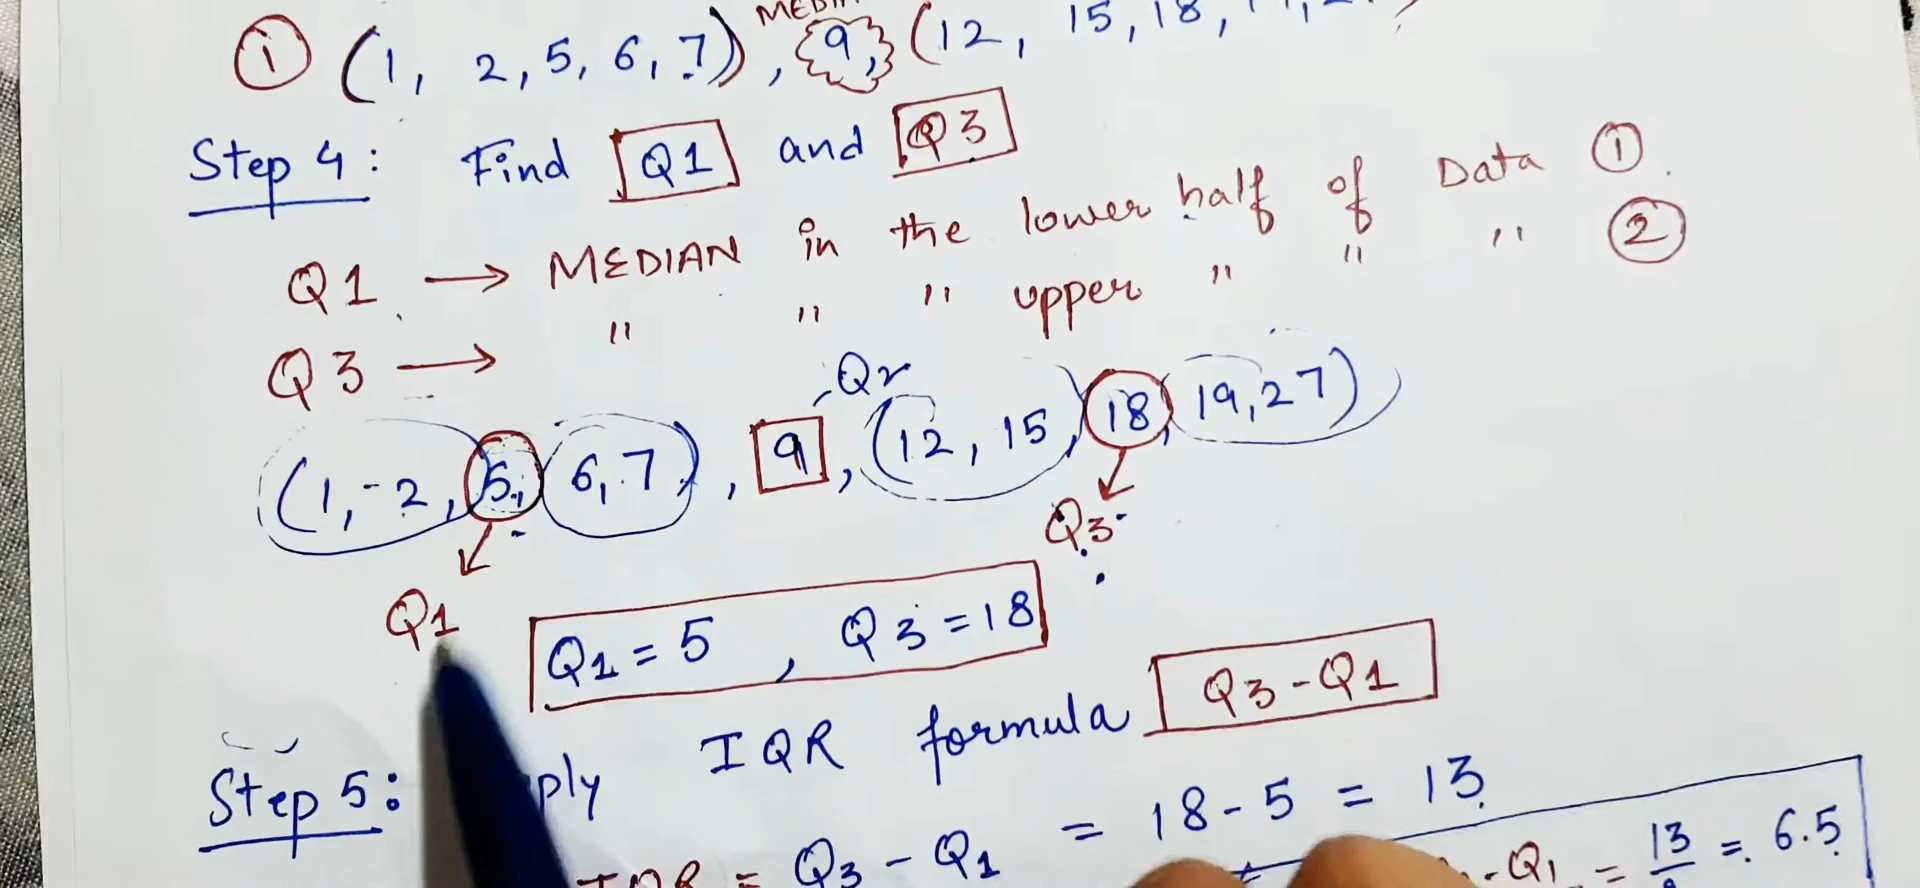 ① (1, 2, 5, 6, 7), 9, (12, 15, 18,
Step 4: Find Q1 and Q3
Q1 → MEDIAN in the lower half of Data ①
Q3 → " " " upper " " " ②
(1, 2, 5, 6, 7), 9, (12, 15, 18, 19, 27)
Q1
Q3
Q1 = 5 , Q3 = 18
Step 5: IQR formula Q3 - Q1
IQR = Q3 - Q1 = 18 - 5 = 13
- Q1 = 13 = 6.5